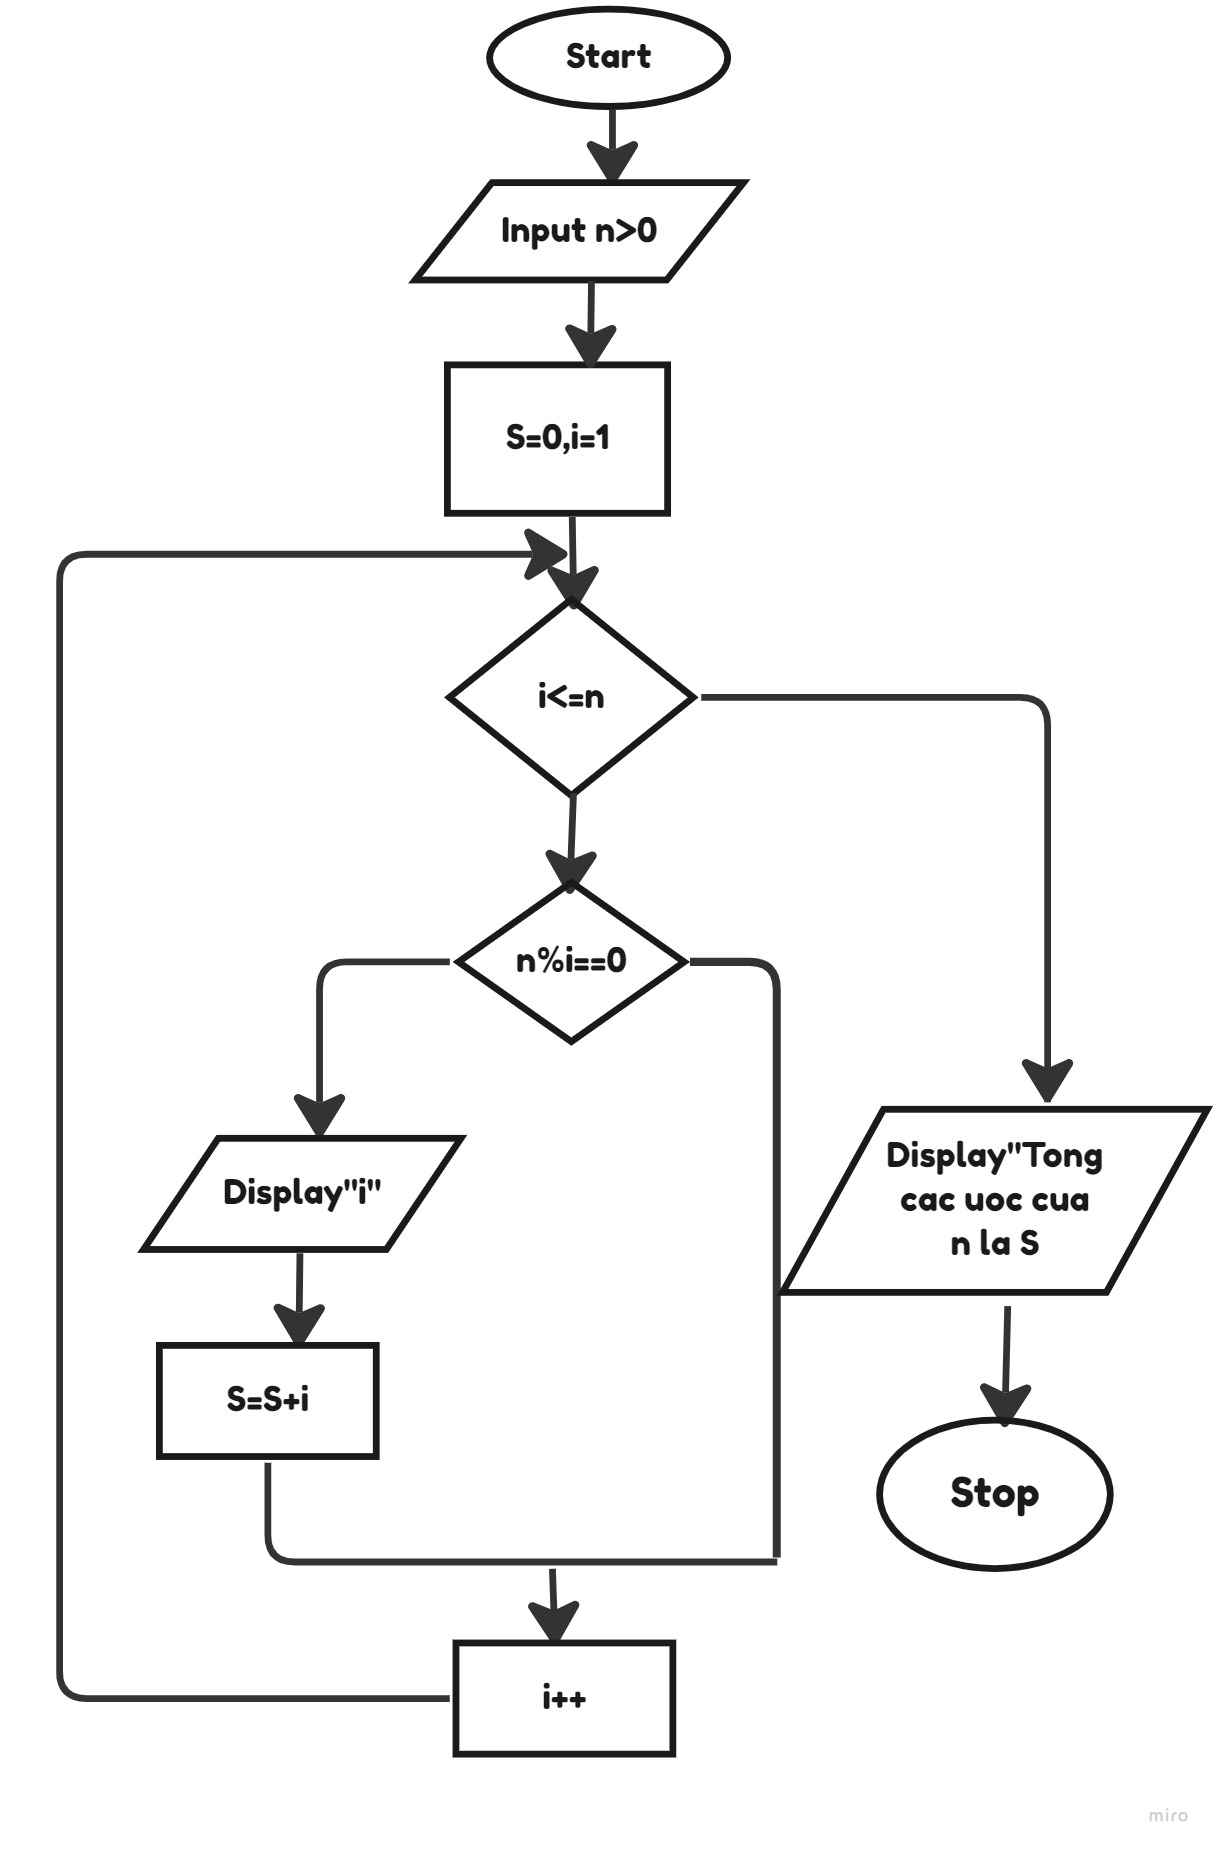 Start
Input n>0
S=0,i=1
i<=n
n%i==0
Display"i"
S=S+i
Display"Tong
cac uoc cua
n la S
Stop
i++
miro